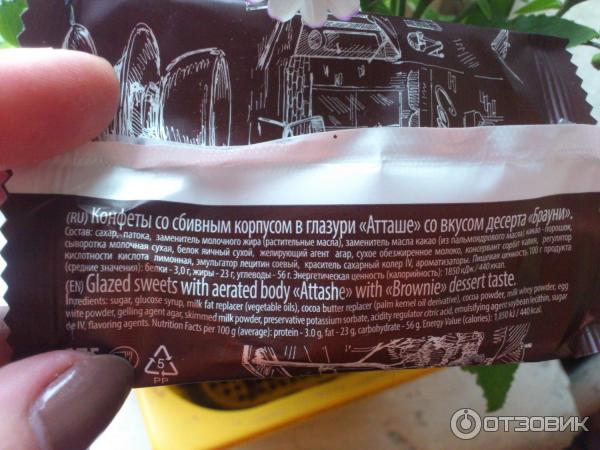 (RU) Конфеты со сбивным корпусом в глазури «Атташе» со вкусом десерта «Брауни».
Состав: сахар, патока, заменитель молочного жира (растительные масла), заменитель масла какао (из пальмоядрового масла) какао - порошок,
сыворотка молочная сухая, белок яичный сухой, желирующий агент агар, сухое обезжиренное молоко, консервант сорбат калия, регулятор
кислотности кислота лимонная, эмульгатор лецитин соевый, краситель сахарный колер IV, ароматизаторы. Пищевая ценность 100 г продукта
(средние значения): белки - 3,0 г, жиры - 23 г, углеводы - 56 г. Энергетическая ценность (калорийность): 1850 кДж /440 ккал.
(EN) Glazed sweets with aerated body «Attashe» with «Brownie» dessert taste.
Ingredients: sugar, glucose syrup, milk fat replacer (vegetable oils), cocoa butter replacer (palm kernel oil derivative), cocoa powder, milk whey powder, egg
white powder, gelling agent agar, skimmed milk powder, preservative potassium sorbate, acidity regulator citric acid, emulsifying agent soybean lecithin, sugar
de IV, flavoring agents. Nutrition Facts per 100 g (average): protein - 3.0 g, fat - 23 g, carbohydrate - 56 g. Energy Value (calories): 1,850 kJ / 440 kcal.
5
PP
ОТЗОВИК